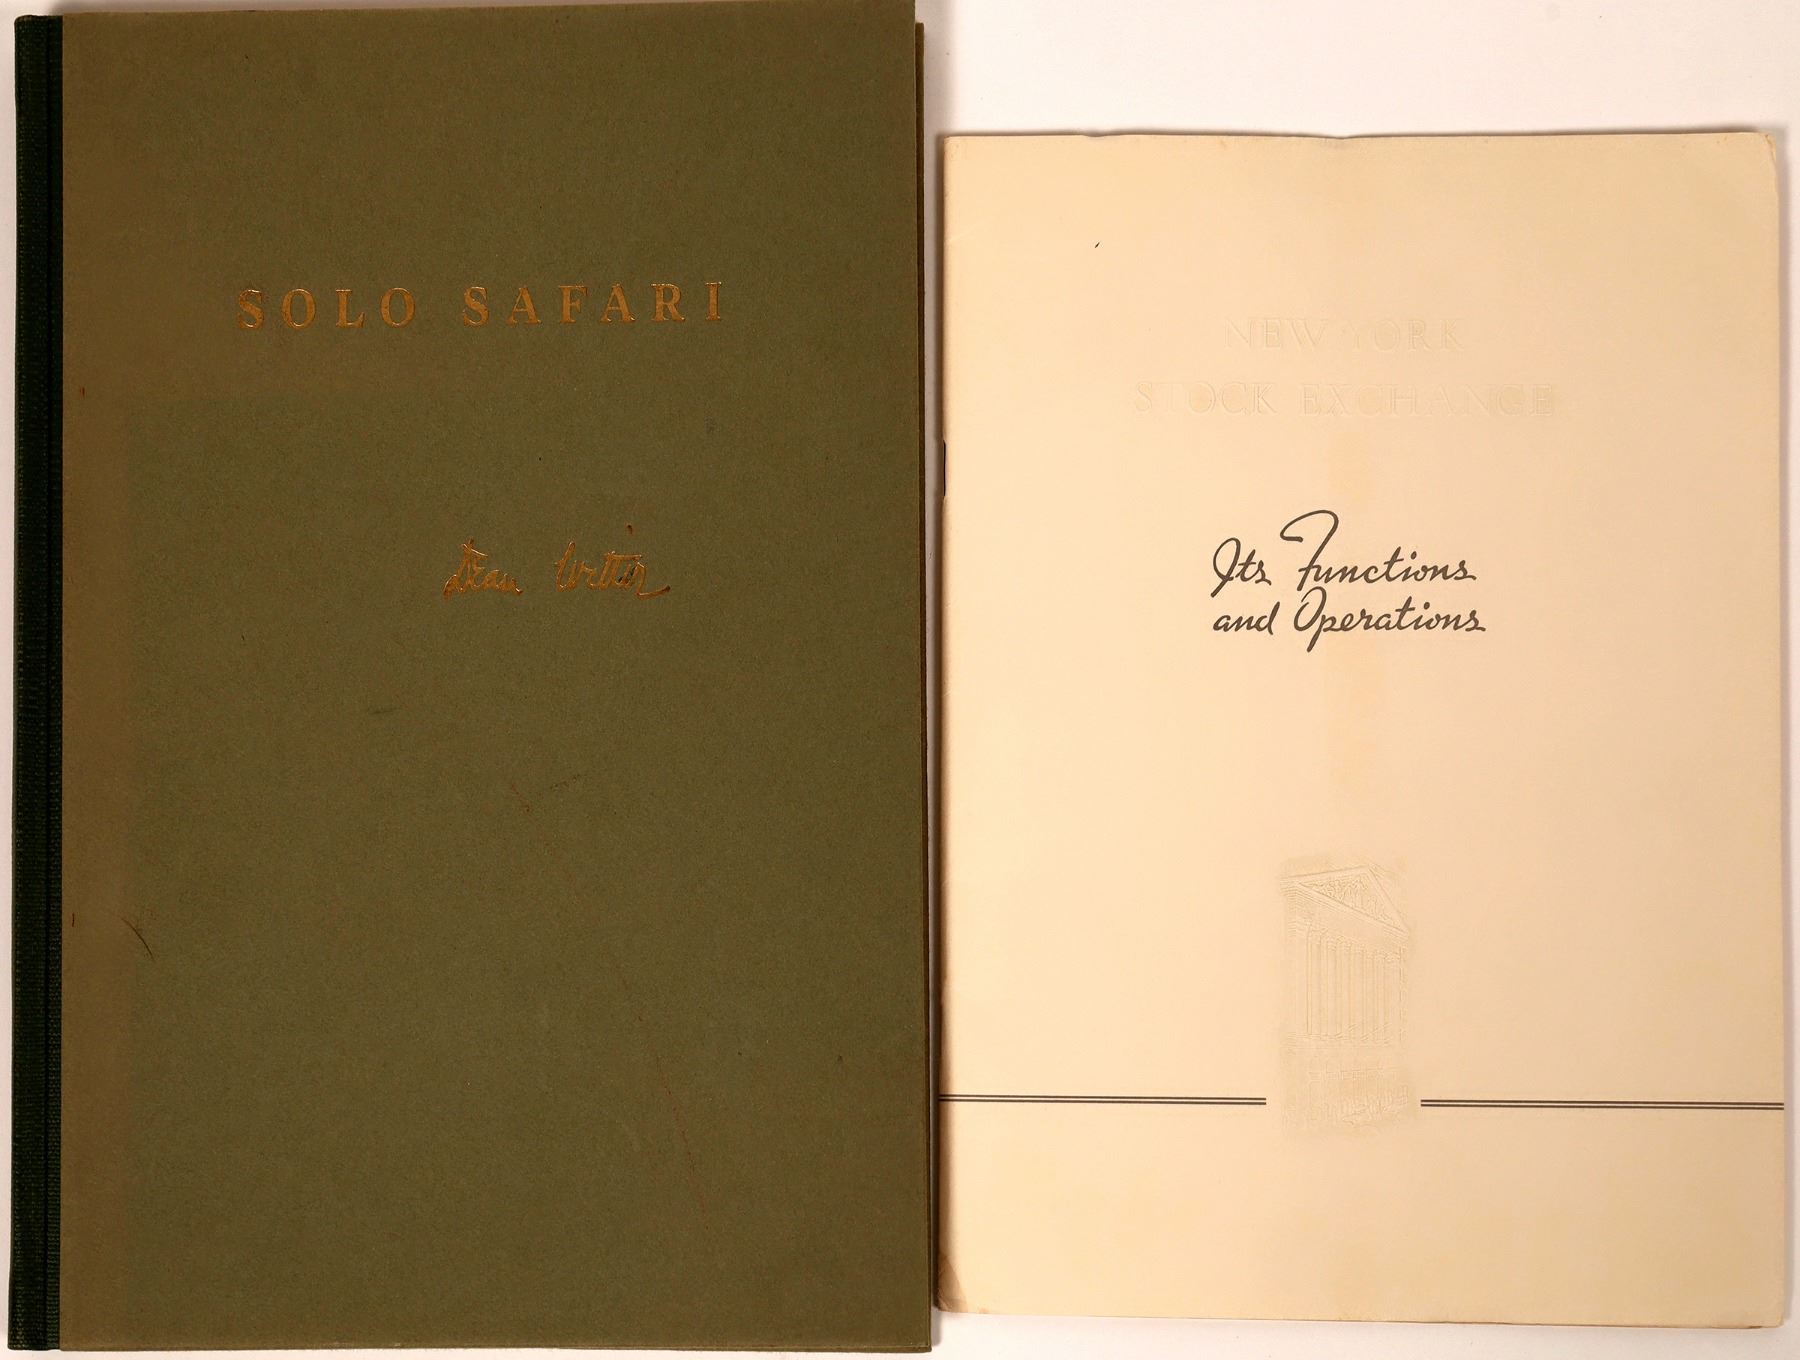 SOLO SAFARI
Dean Witter
NEW YORK
STOCK EXCHANGE
Its Functions
and Operations